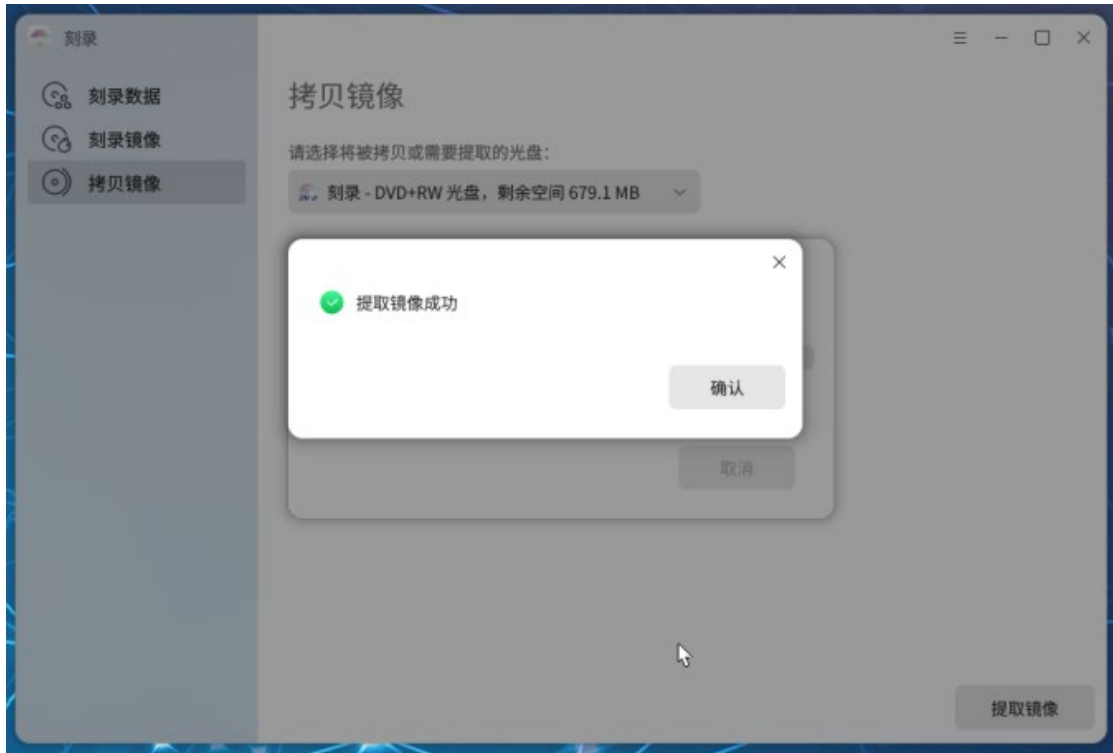 刻录
刻录数据
刻录镜像
拷贝镜像
拷贝镜像
请选择将被拷贝或需要提取的光盘：
刻录 - DVD+RW 光盘，剩余空间 679.1 MB
提取镜像成功
确认
取消
提取镜像